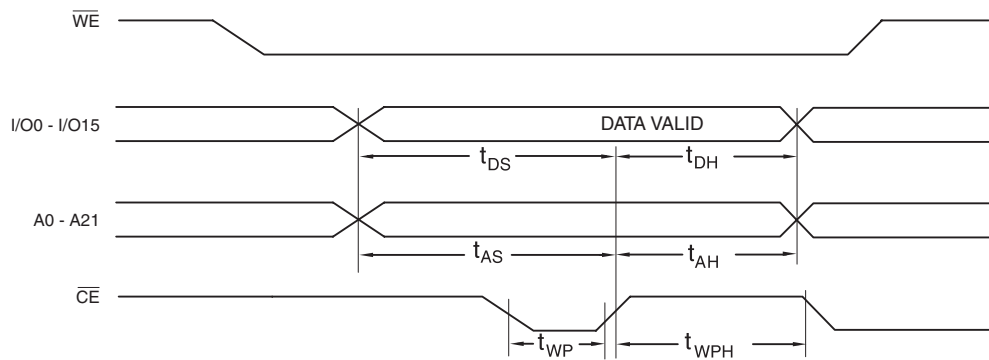 WE
I/O0 - I/O15
DATA VALID
tDS
tDH
A0 - A21
tAS
tAH
CE
tWP
tWPH